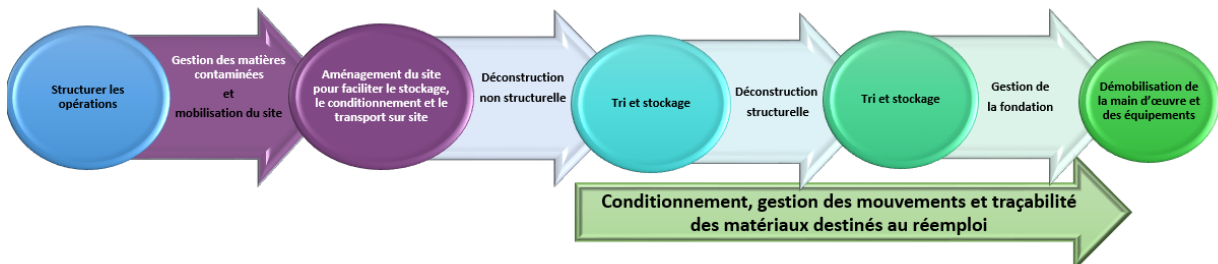 Structurer les
opérations
Gestion des matières
contaminées
et
mobilisation du site
Aménagement du site
pour faciliter le stockage,
le conditionnement et le
transport sur site
Déconstruction
non structurelle
Tri et stockage
Déconstruction
structurelle
Tri et stockage
Gestion de
la fondation
Démobilisation de
la main d’œuvre et
des équipements
Conditionnement, gestion des mouvements et traçabilité
des matériaux destinés au réemploi